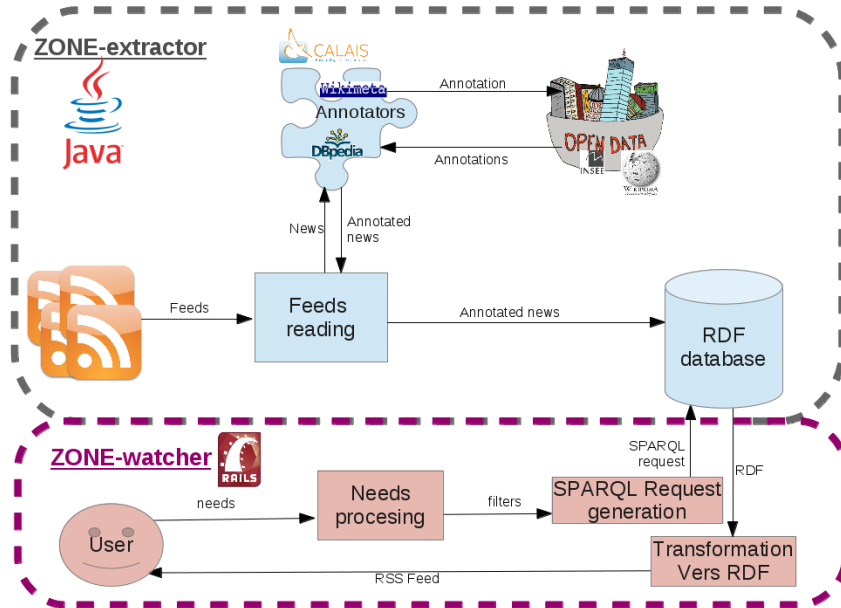 ZONE-extractor
Java
CALAIS
Wikimeta
Annotators
DBpedia
Annotation
Annotations
OPEN DATA
INSEE
WIKIPEDIA
News
Annotated
news
Feeds
Feeds
reading
Annotated news
RDF
database
ZONE-watcher
RAILS
SPARQL
request
RDF
needs
Needs
procesing
filters
SPARQL Request
generation
User
RSS Feed
Transformation
Vers RDF